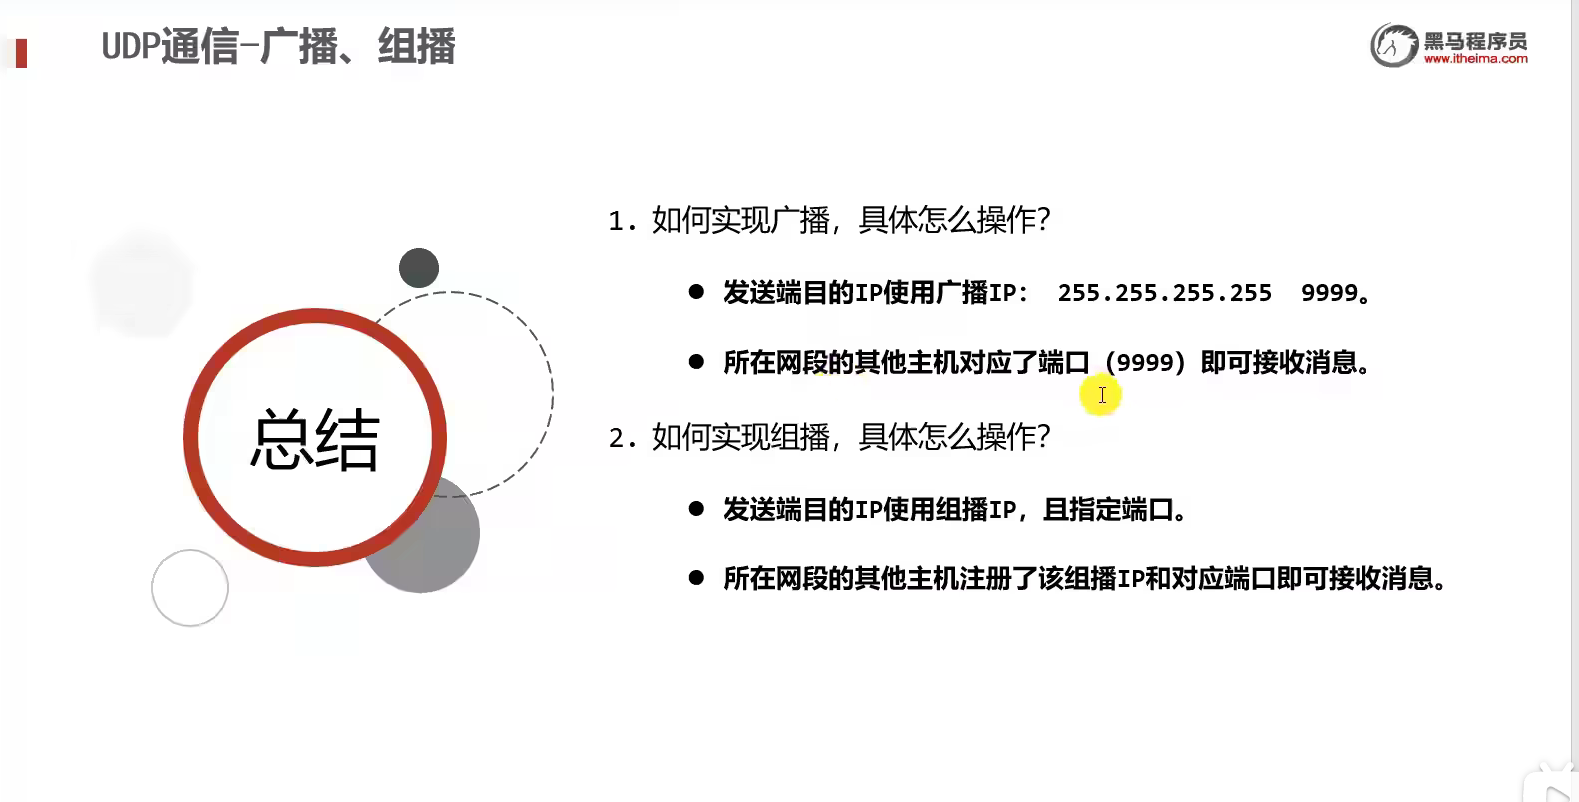 UDP通信-广播、组播
黑马程序员
www.itheima.com
1. 如何实现广播，具体怎么操作？
● 发送端目的IP使用广播IP： 255.255.255.255 9999。
● 所在网段的其他主机对应了端口（9999）即可接收消息。
总结
2. 如何实现组播，具体怎么操作？
● 发送端目的IP使用组播IP，且指定端口。
● 所在网段的其他主机注册了该组播IP和对应端口即可接收消息。